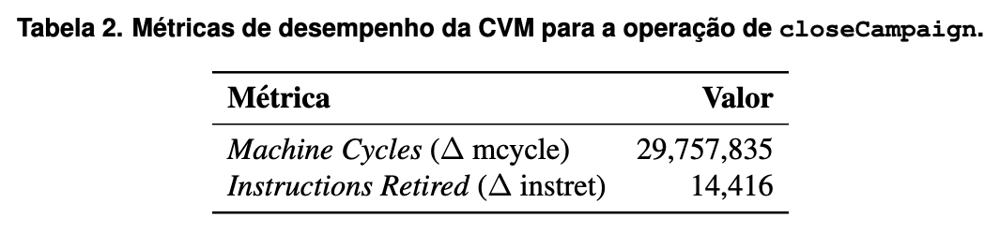 Tabela 2. Métricas de desempenho da CVM para a operação de closeCampaign.
Métrica Valor
Machine Cycles (Δ mcycle) 29,757,835
Instructions Retired (Δ instret) 14,416